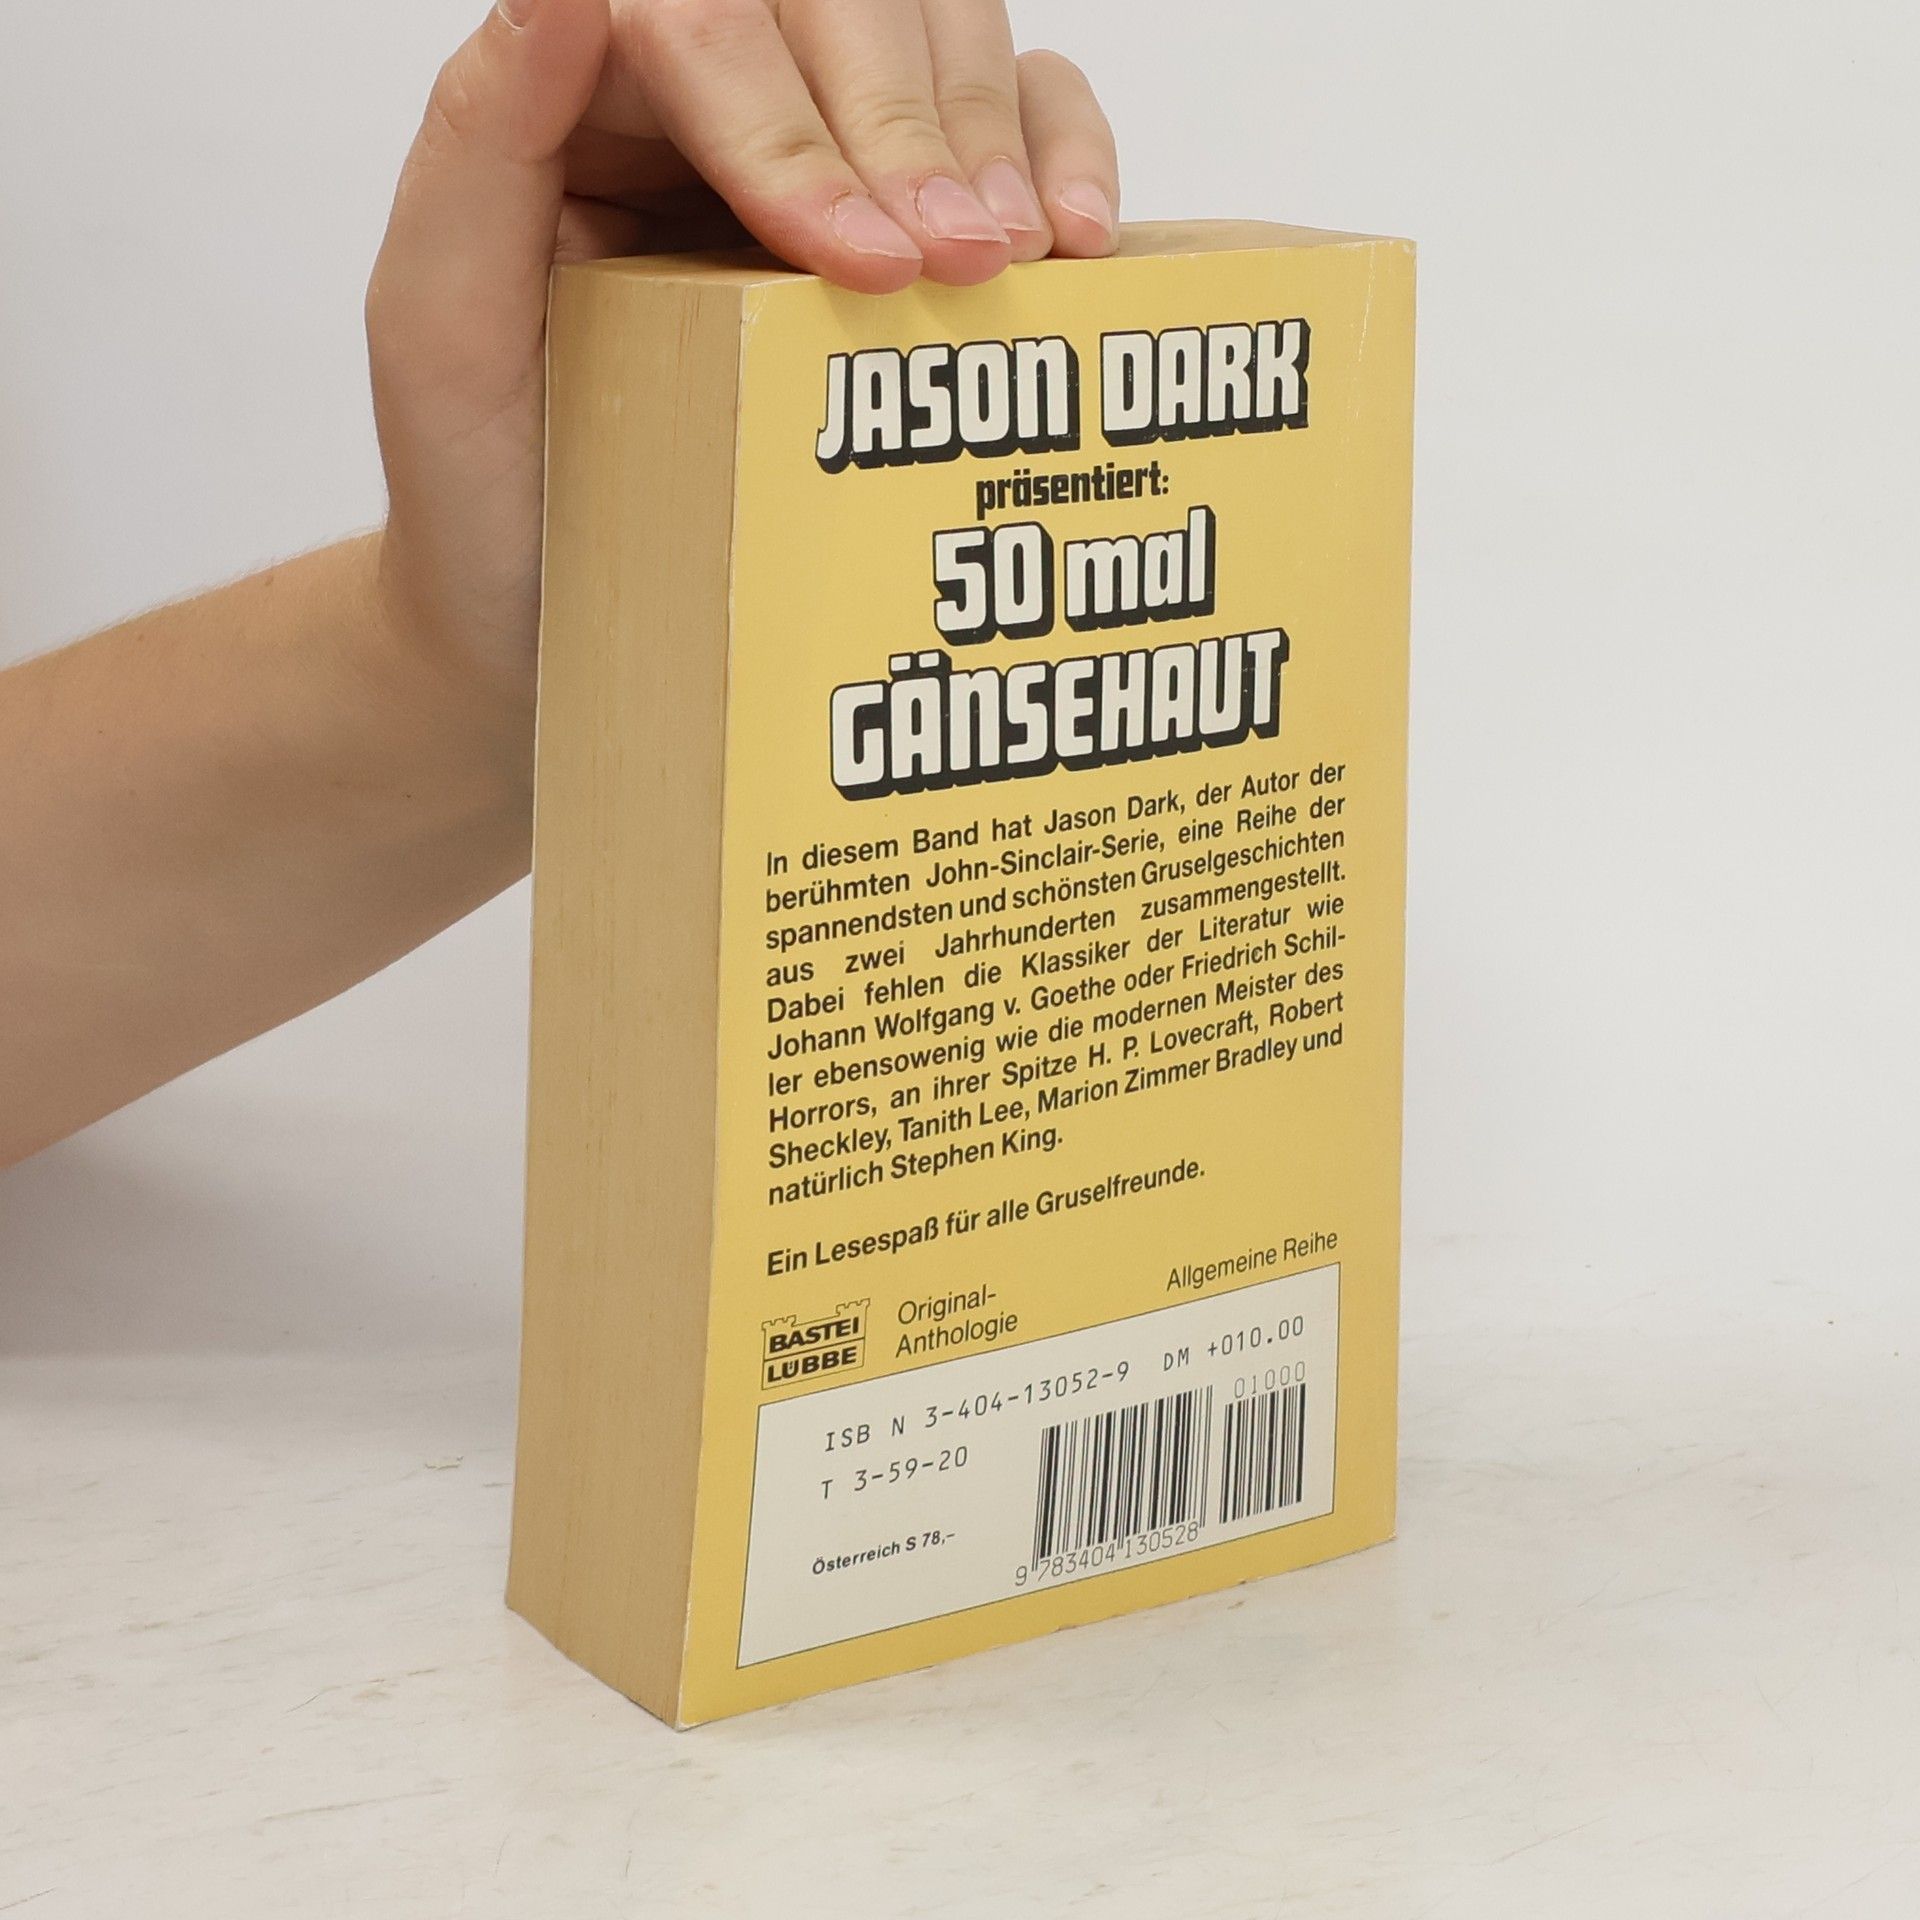 JASON DARK
präsentiert:
50 mal
GÄNSEHAUT
In diesem Band hat Jason Dark, der Autor der
berühmten John-Sinclair-Serie, eine Reihe der
spannendsten und schönsten Gruselgeschichten
aus zwei Jahrhunderten zusammengestellt.
Dabei fehlen die Klassiker der Literatur wie
Johann Wolfgang v. Goethe oder Friedrich Schil-
ler ebensowenig wie die modernen Meister des
Horrors, an ihrer Spitze H. P. Lovecraft, Robert
Sheckley, Tanith Lee, Marion Zimmer Bradley und
natürlich Stephen King.
Ein Lesespaß für alle Gruselfreunde.
BASTEI
LÜBBE
Original-
Anthologie
Allgemeine Reihe
ISB N 3-404-13052-9 DM +010.00
01000
T 3-59-20
Österreich S 78,–
9 783404 130528